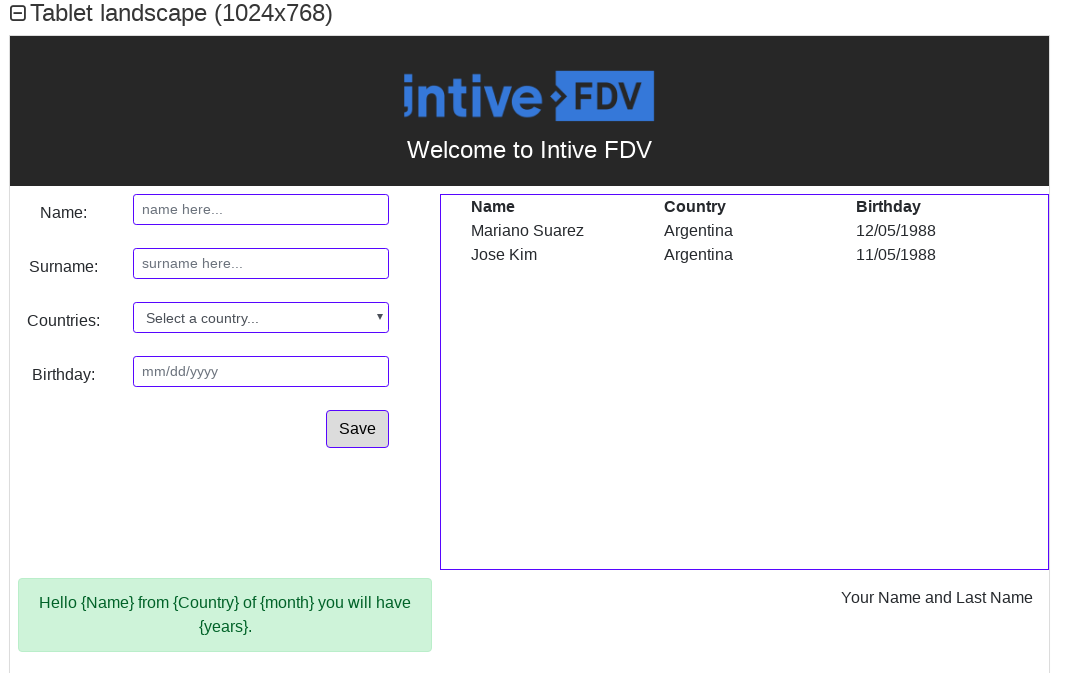 Tablet landscape (1024x768)
intive FDV
Welcome to Intive FDV
Name:
name here...
Surname:
surname here...
Countries:
Select a country...
Birthday:
mm/dd/yyyy
Save
Name Country Birthday
Mariano Suarez Argentina 12/05/1988
Jose Kim Argentina 11/05/1988
Hello {Name} from {Country} of {month} you will have
{years}.
Your Name and Last Name